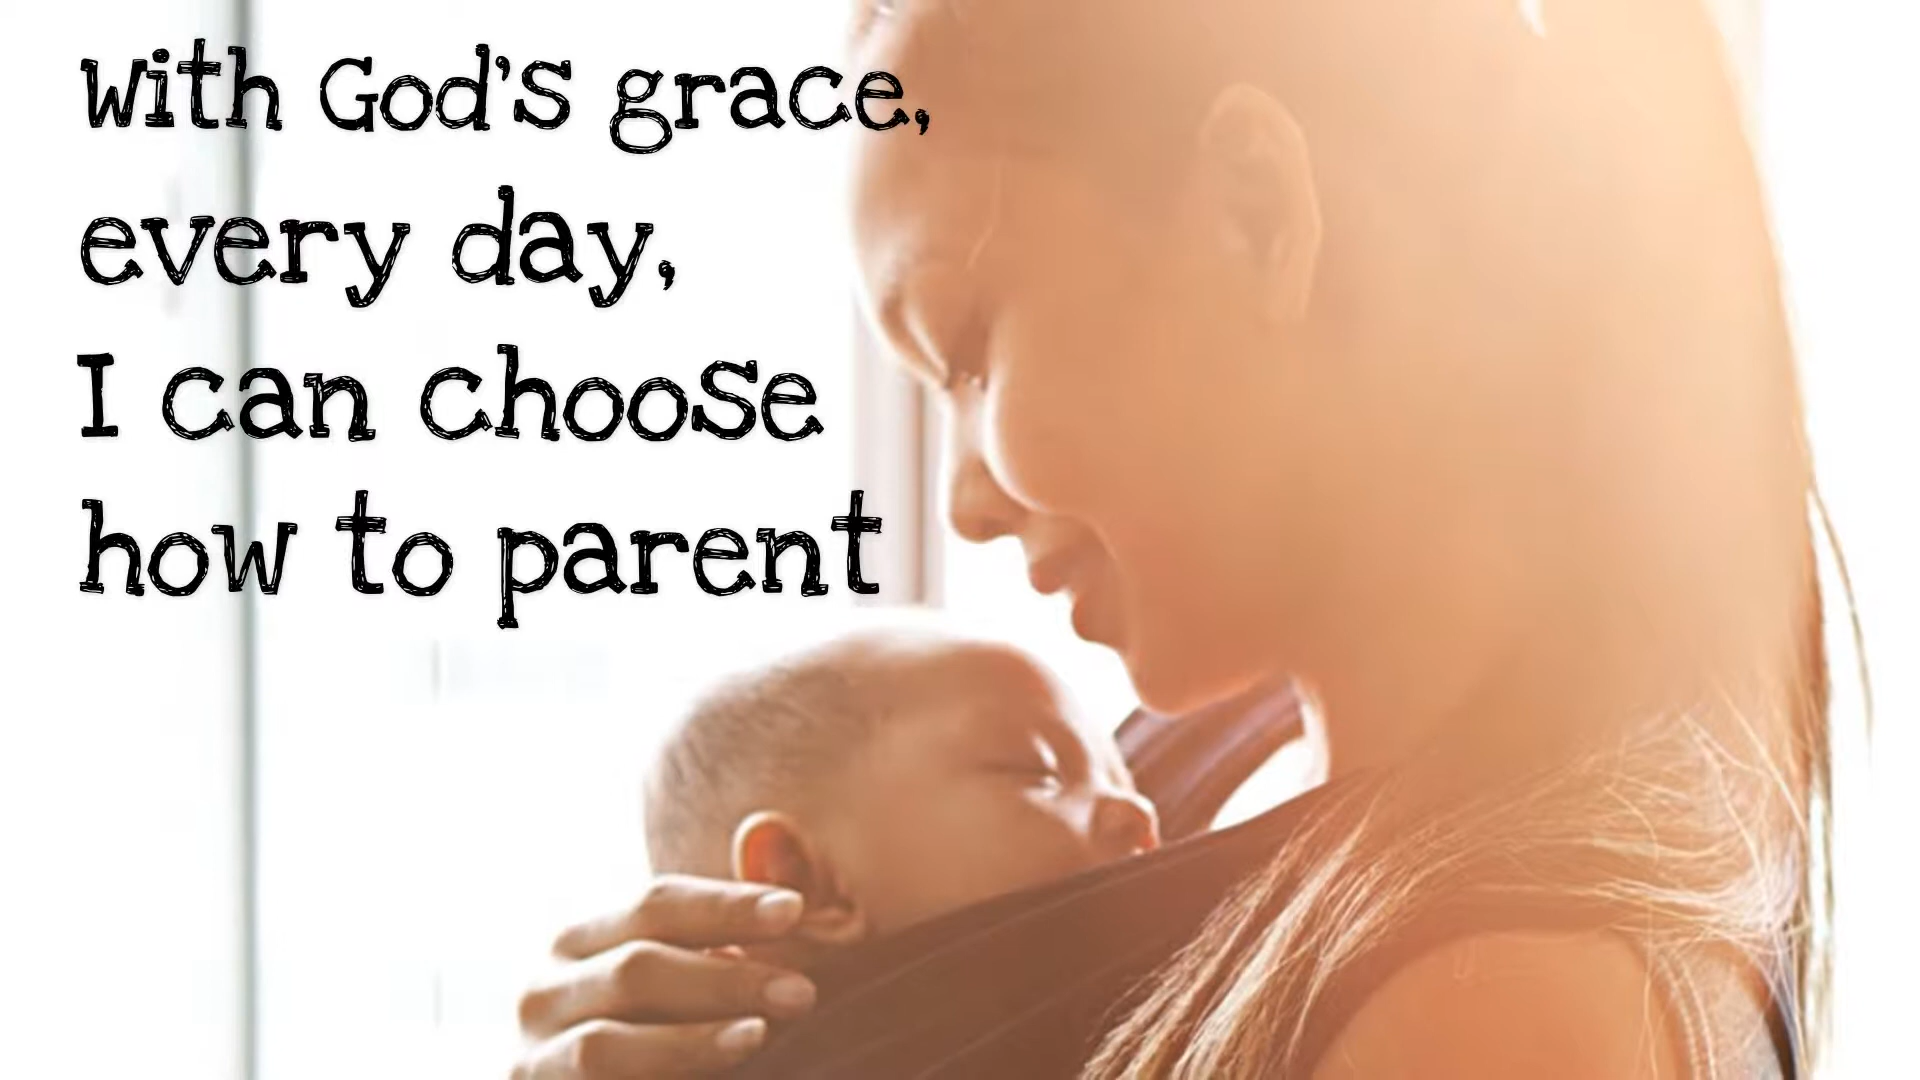 With God's grace,
every day,
I can choose
how to parent